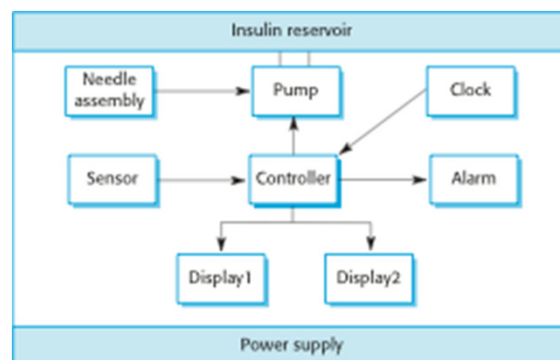 Insulin reservoir
Needle
assembly
Pump
Clock
Sensor
Controller
Alarm
Display1
Display2
Power supply